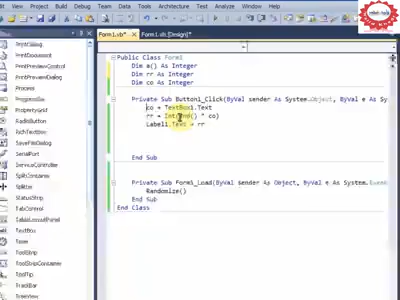 Edit View Project Build Debug Team Data Tools Architecture Test Analyze Window
Form1.vb* Form1.vb [Design]*
PrintDialog
PrintDocument
PrintForm
PrintPreviewControl
PrintPreviewDialog
Process
ProgressBar
PropertyGrid
RadioButton
RichTextBox
SaveFileDialog
SerialPort
ServiceController
SplitContainer
Splitter
StatusStrip
TabControl
TableLayoutPanel
TextBox
Timer
ToolStrip
ToolStripContainer
ToolTip
TrackBar
Public Class Form1
Dim a() As Integer
Dim rr As Integer
Dim co As Integer
Private Sub Button1_Click(ByVal sender As System.Object, ByVal e As Sy
co = TextBox1.Text
rr = Int(Rnd() * co)
Label1.Text = rr
End Sub
Private Sub Form1_Load(ByVal sender As Object, ByVal e As System.Even
Randomize()
End Sub
End Class